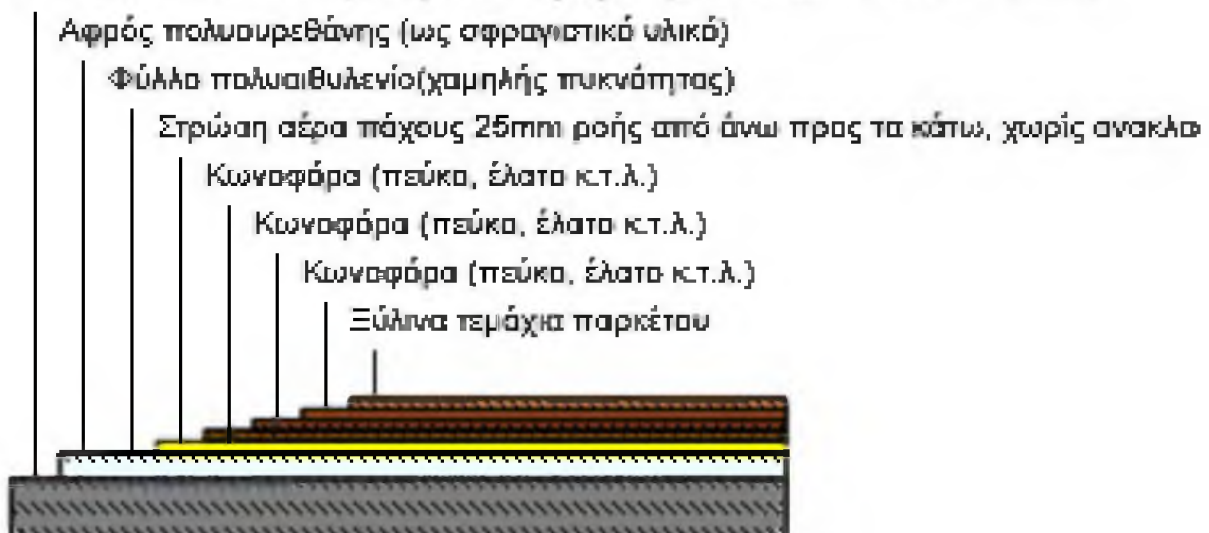 Αφρός πολυουρεθάνης (ως σφραγιστικό υλικό)
Φύλλο πολυαιθυλενίο(χαμηλής πυκνότητας)
Στρώση αέρα πάχους 25mm ροής από άνω προς τα κάτω, χωρίς ανακλα
Κωνοφόρα (πεύκο, έλατο κ.τ.λ.)
Κωνοφόρα (πεύκο, έλατο κ.τ.λ.)
Κωνοφόρα (πεύκο, έλατο κ.τ.λ.)
Ξύλινα τεμάχια παρκέτου